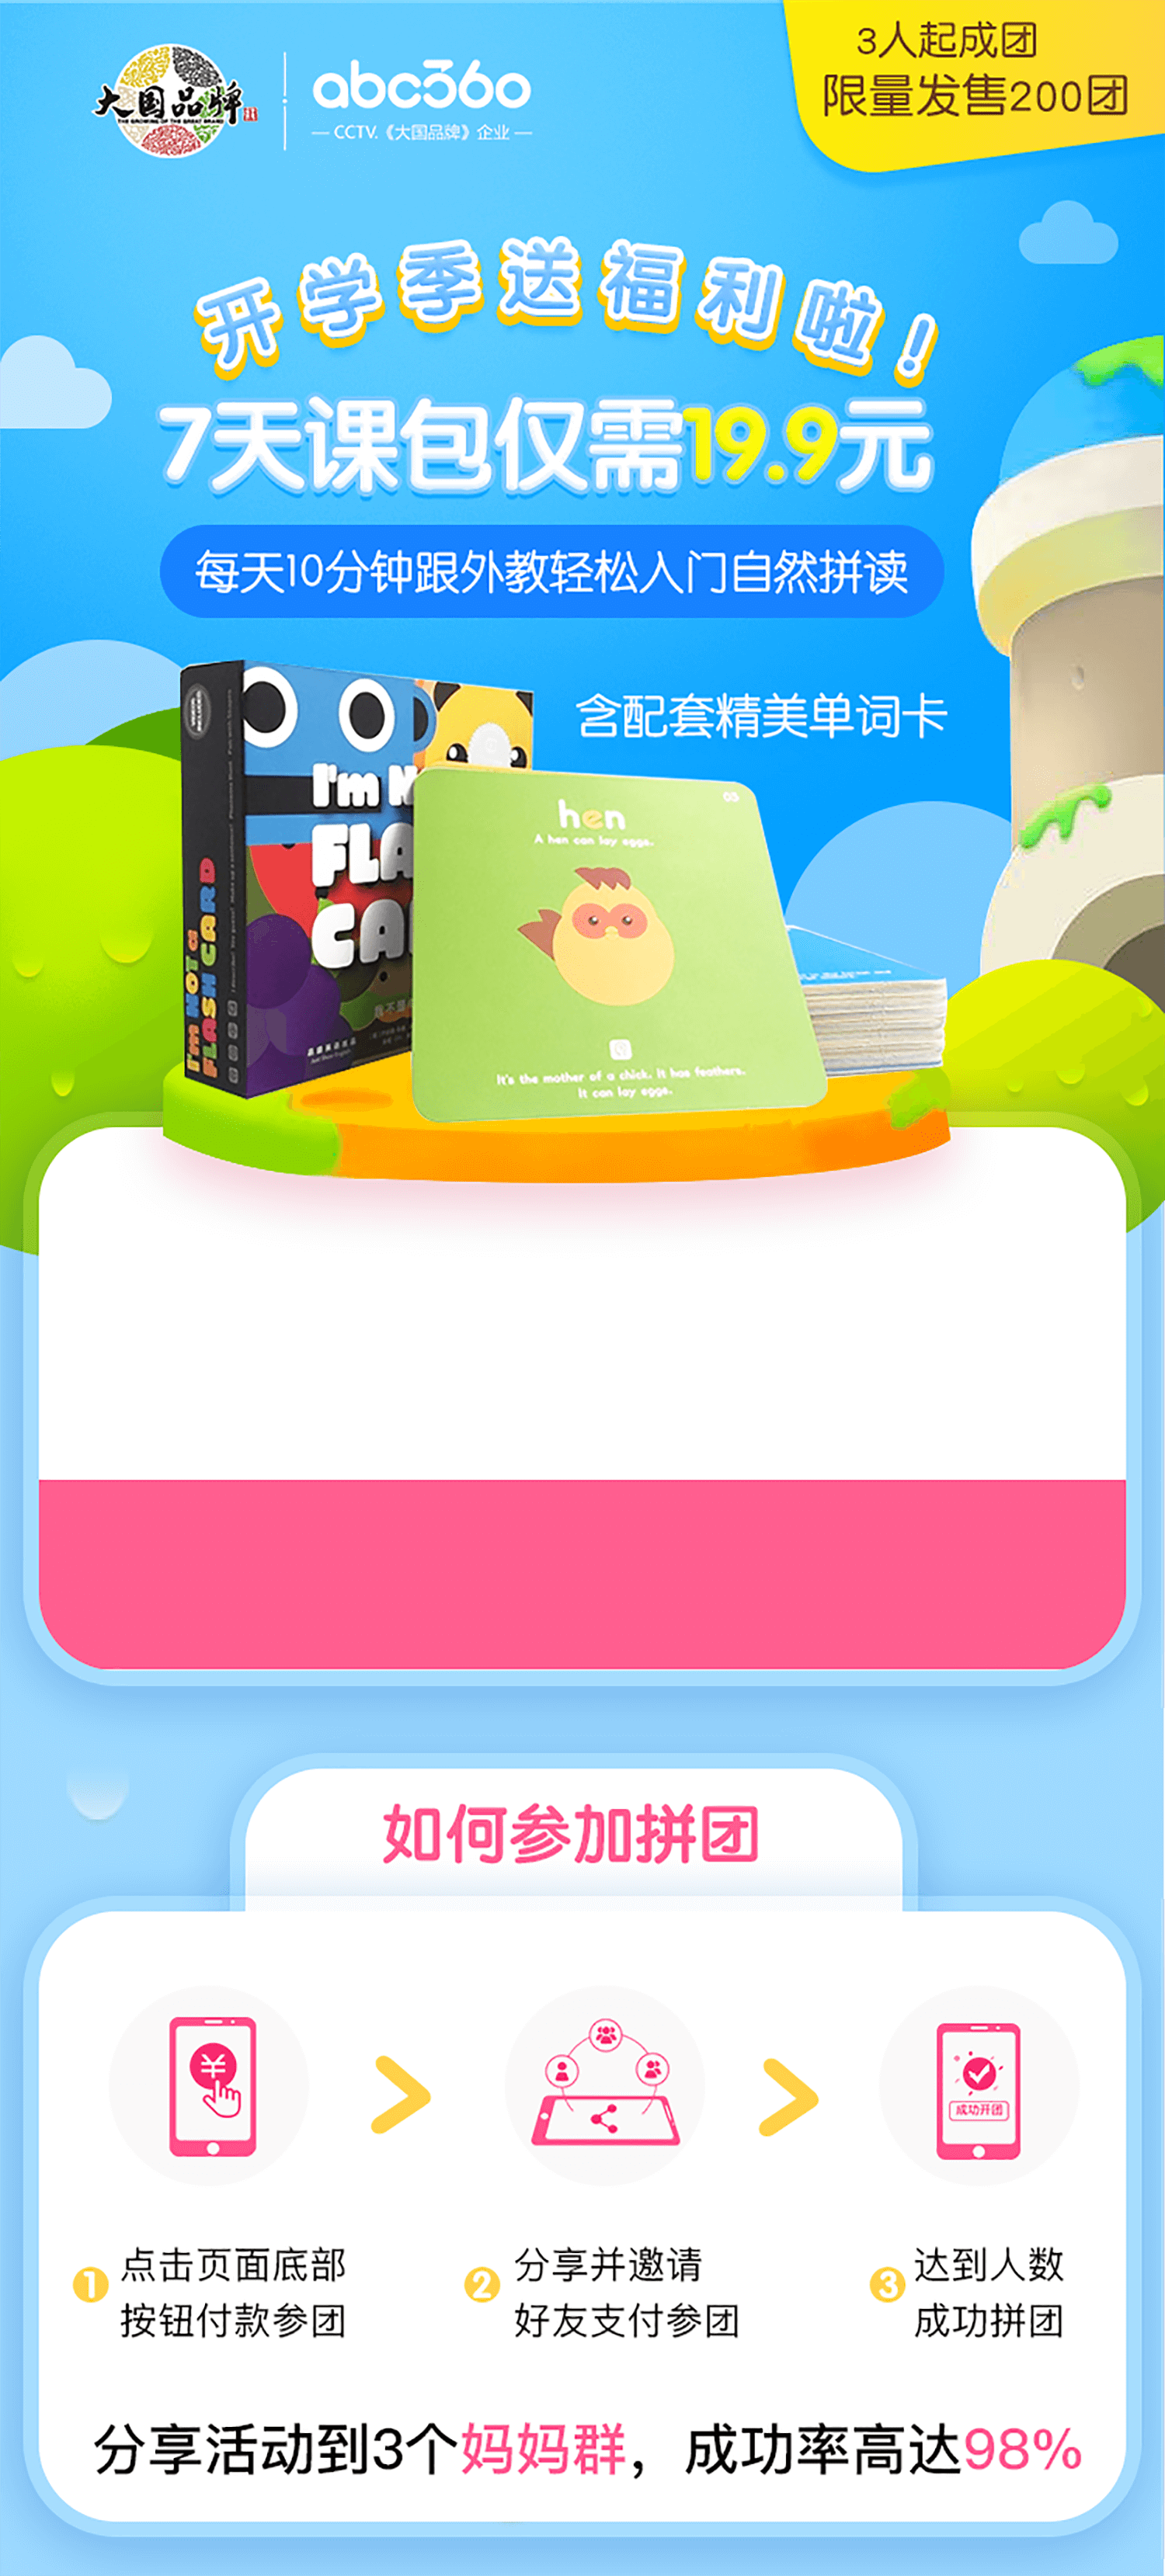 3人起成团
限量发售200团
大国品牌
THE GROWING OF THE GREAT BRAND
abc360
— CCTV.《大国品牌》企业 —
开学季送福利啦！
7天课包仅需19.9元
每天10分钟跟外教轻松入门自然拼读
含配套精美单词卡
I'm N
FLA
CA
I'm NOT a
FLASH CARD
03
hen
A hen can lay eggs.
It's the mother of a chick. It has feathers.
It can lay eggs.
如何参加拼团
¥
成功开团
1 点击页面底部
按钮付款参团
2 分享并邀请
好友支付参团
3 达到人数
成功拼团
分享活动到3个妈妈群，成功率高达98%